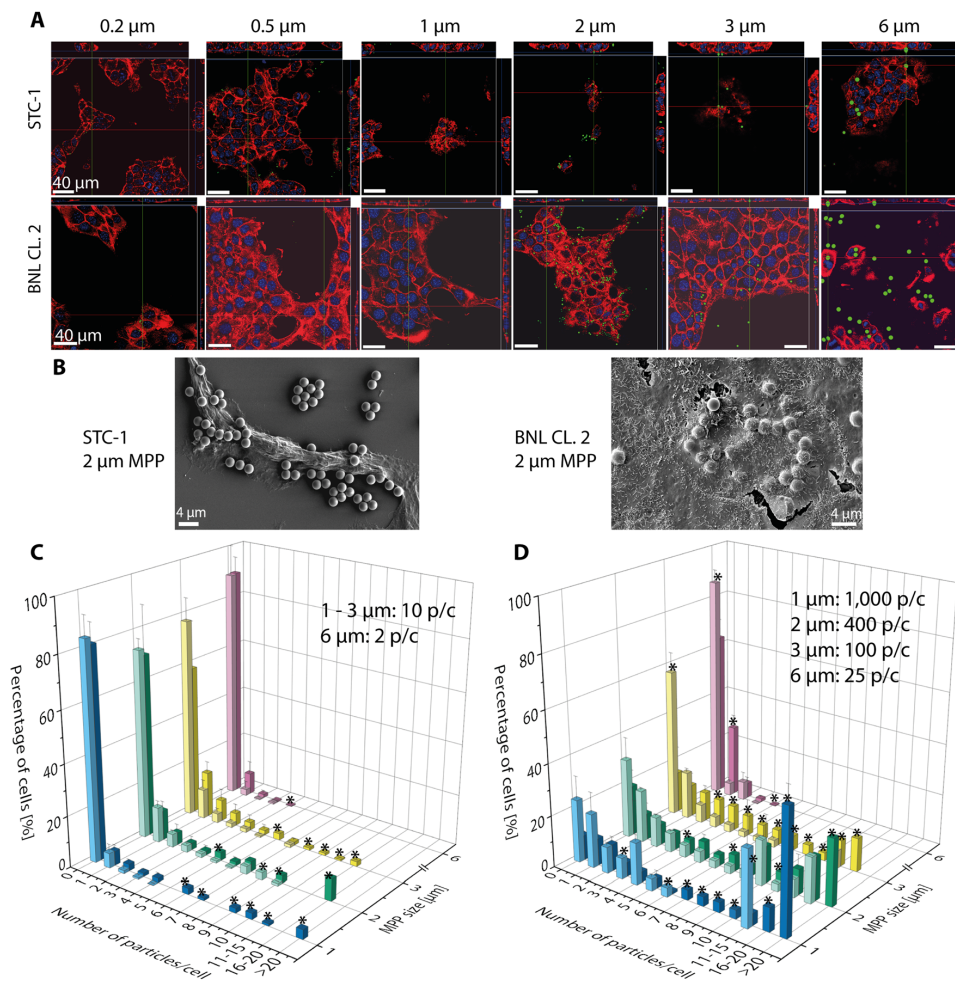 A
0.2 µm 0.5 µm 1 µm 2 µm 3 µm 6 µm
STC-1
40 µm
BNL CL. 2
40 µm
B
STC-1
2 µm MPP
4 µm
BNL CL. 2
2 µm MPP
4 µm
C
1 - 3 µm: 10 p/c
6 µm: 2 p/c
Percentage of cells [%]
100
80
60
40
20
0
0
1
2
3
4
5
6
7
8
9
10
11-15
16-20
>20
Number of particles/cell
1
2
3
6
MPP size [µm]
* * * * * * * * * * * * * *
D
1 µm: 1,000 p/c
2 µm: 400 p/c
3 µm: 100 p/c
6 µm: 25 p/c
Percentage of cells [%]
100
80
60
40
20
0
0
1
2
3
4
5
6
7
8
9
10
11-15
16-20
>20
Number of particles/cell
1
2
3
6
MPP size [µm]